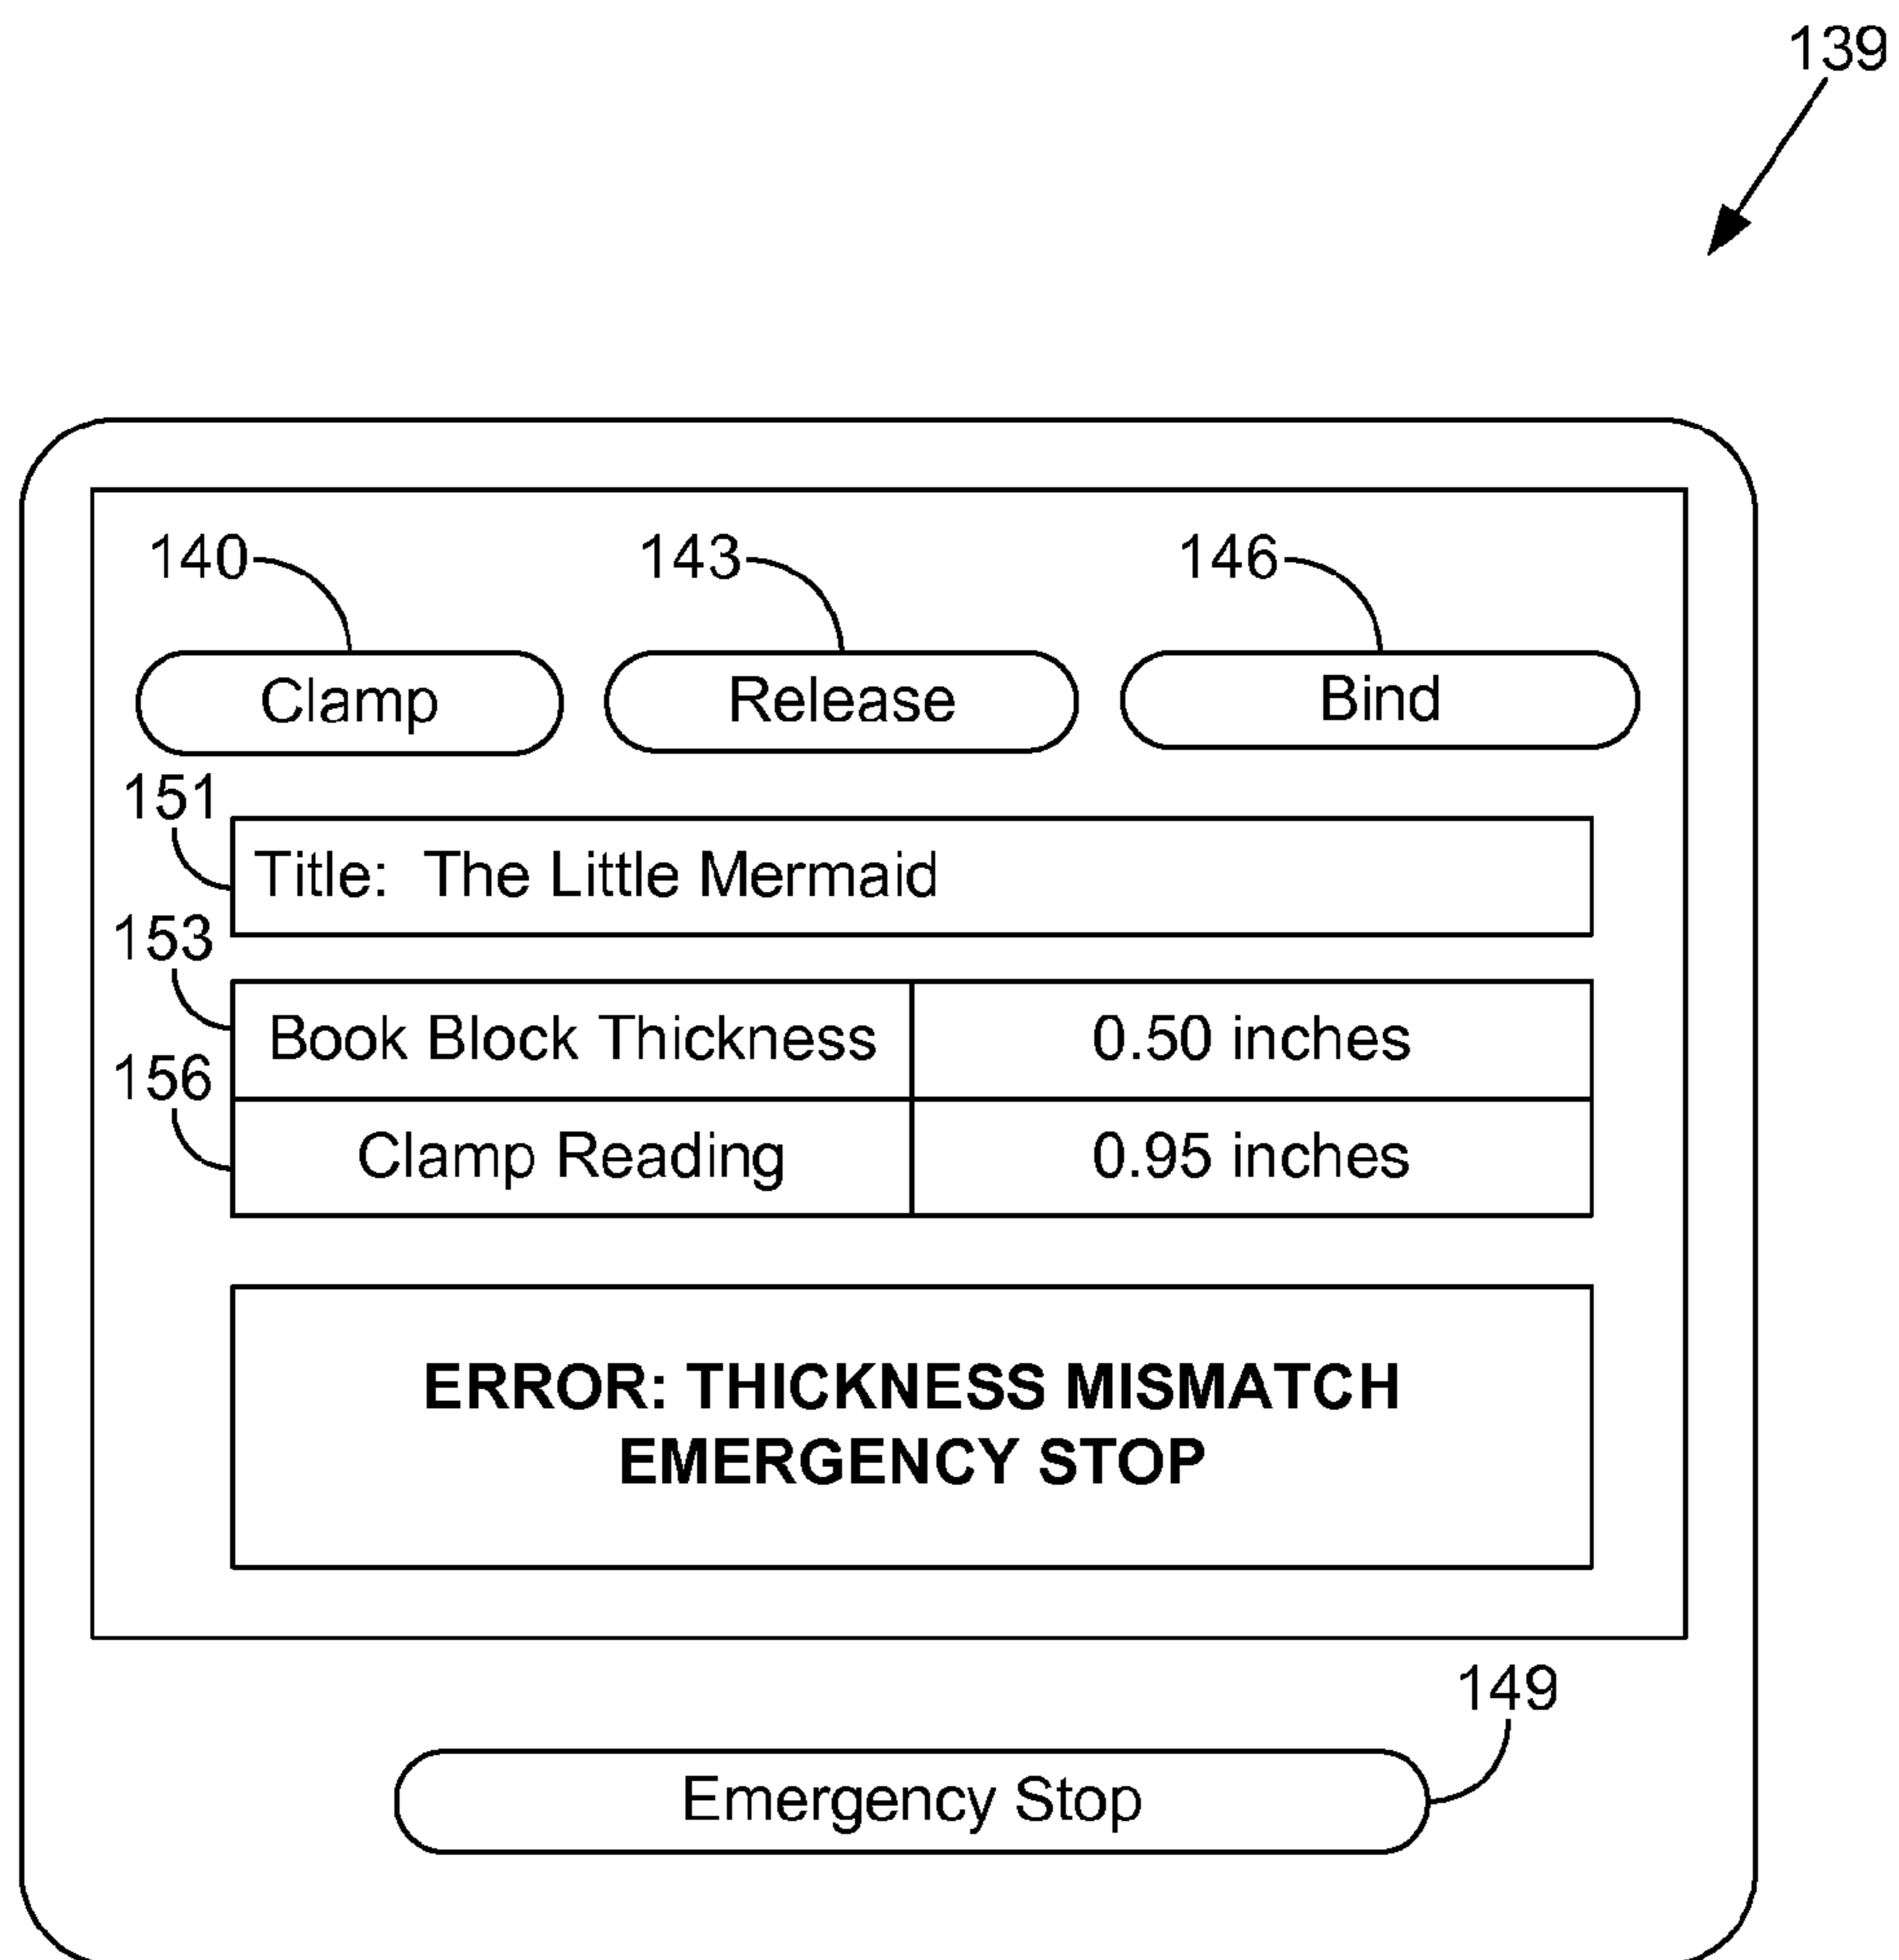 139
140 143 146
Clamp Release Bind
151
Title: The Little Mermaid
153
Book Block Thickness 0.50 inches
156
Clamp Reading 0.95 inches
ERROR: THICKNESS MISMATCH
EMERGENCY STOP
149
Emergency Stop